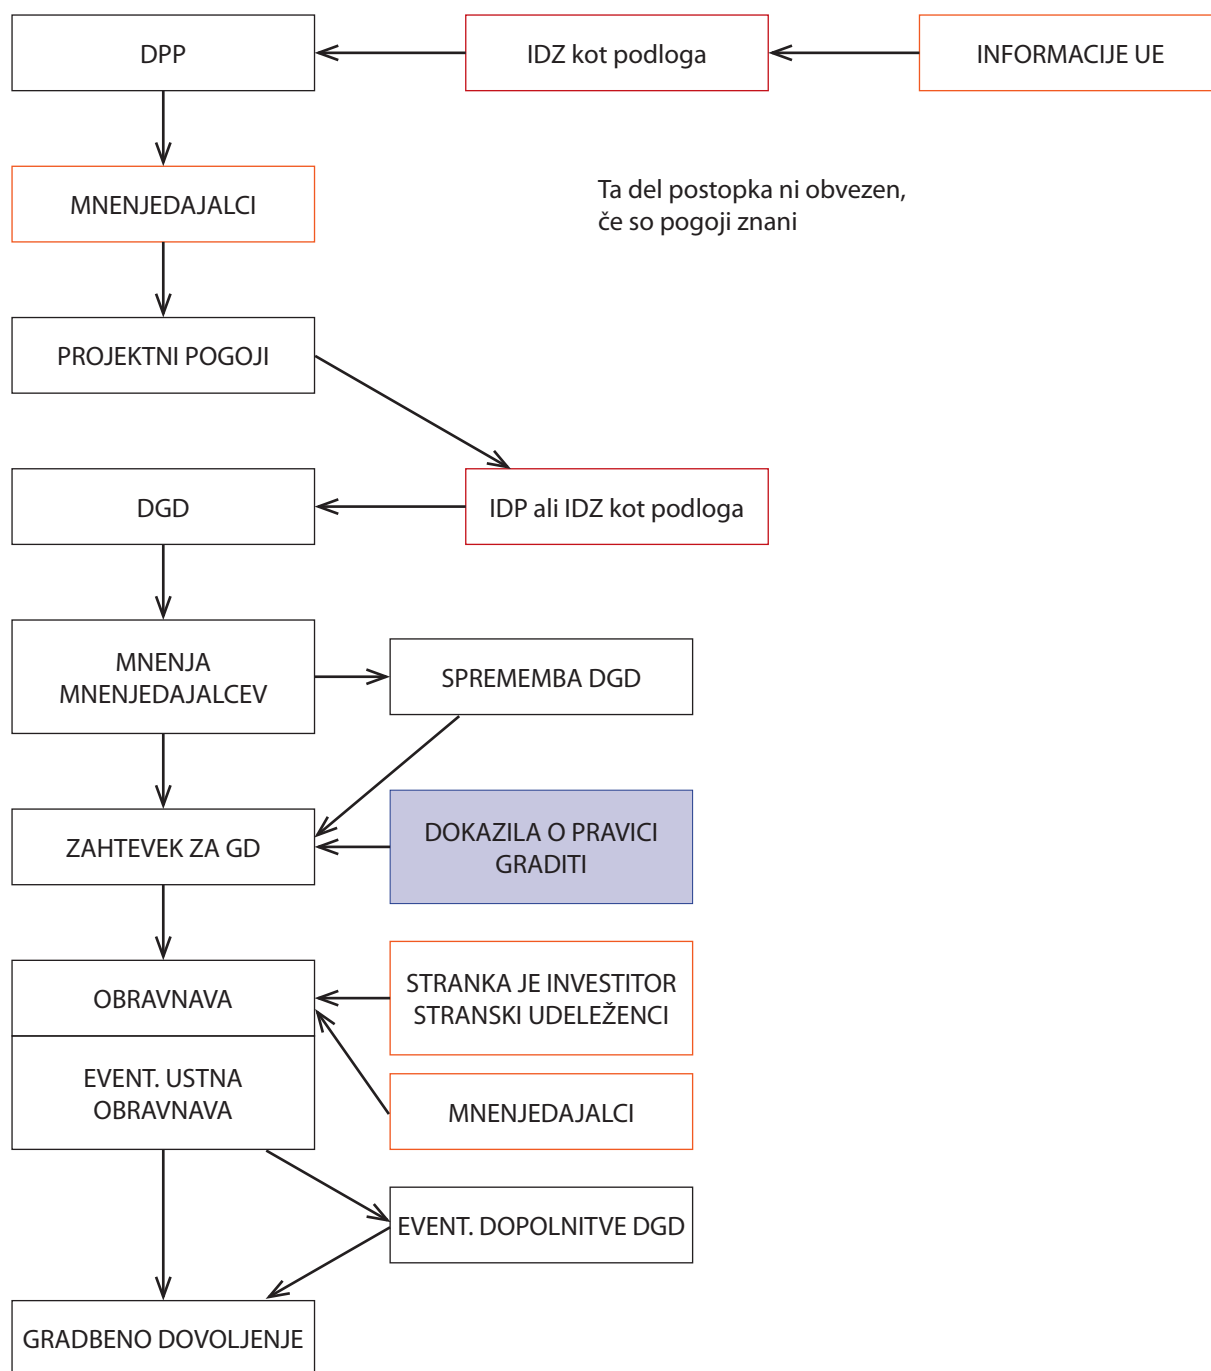 DPP
IDZ kot podloga
INFORMACIJE UE
MNENJEDAJALCI
Ta del postopka ni obvezen,
če so pogoji znani
PROJEKTNI POGOJI
DGD
IDP ali IDZ kot podloga
MNENJA
MNENJEDAJALCEV
SPREMEMBA DGD
ZAHTEVEK ZA GD
DOKAZILA O PRAVICI
GRADITI
OBRAVNAVA
STRANKA JE INVESTITOR
STRANSKI UDELEŽENCI
EVENT. USTNA
OBRAVNAVA
MNENJEDAJALCI
EVENT. DOPOLNITVE DGD
GRADBENO DOVOLJENJE